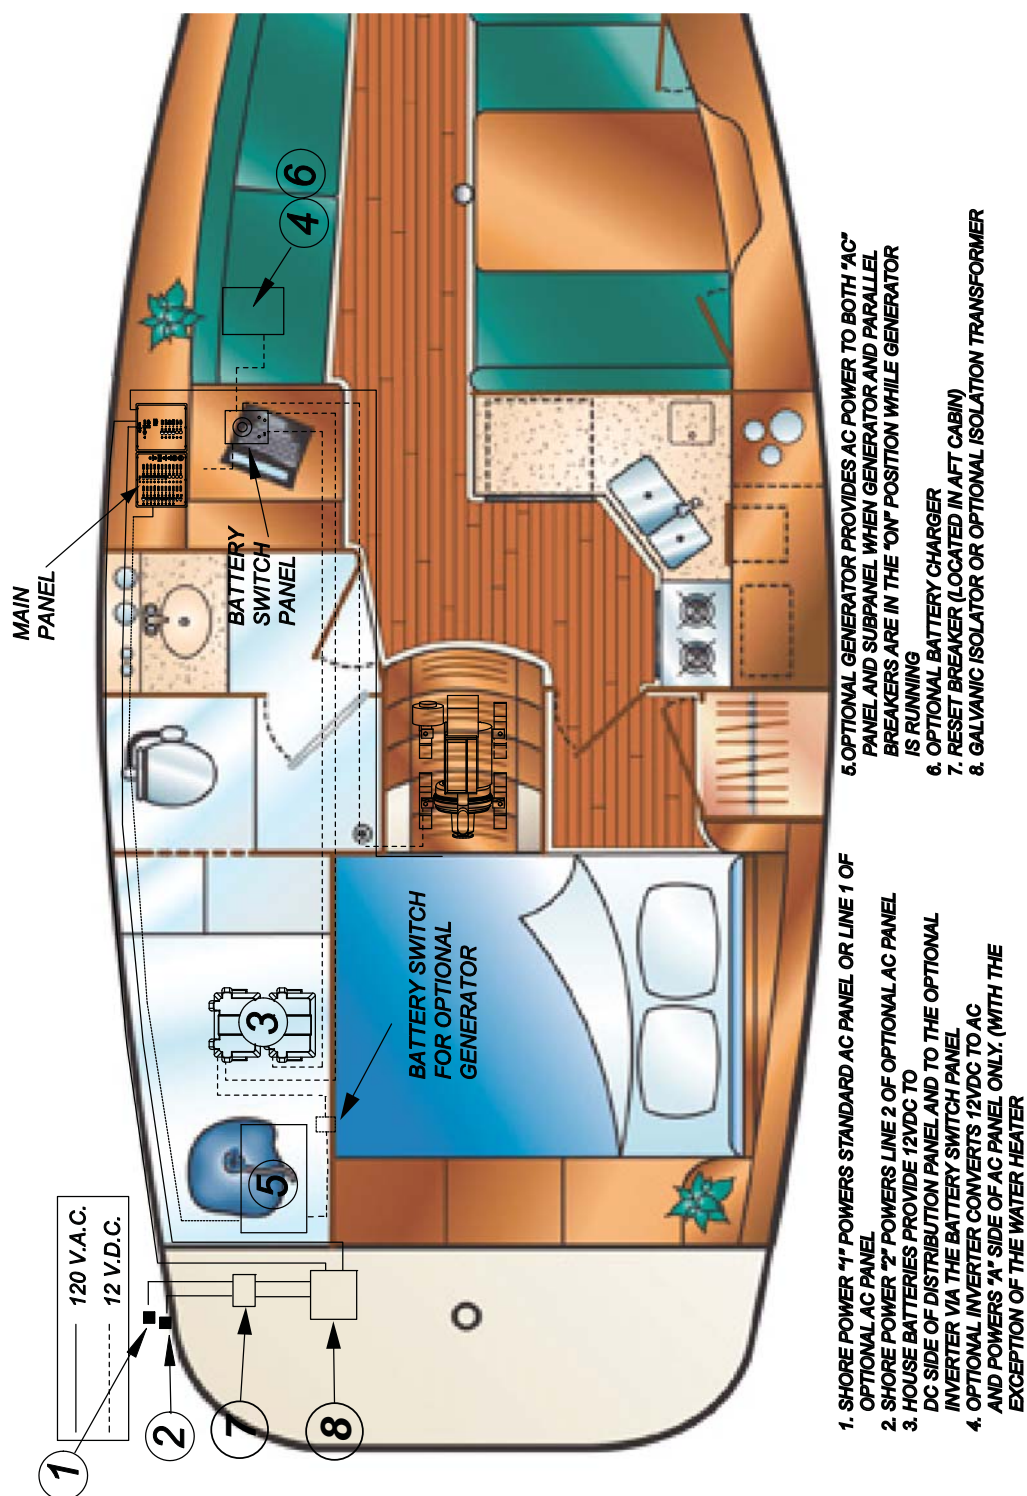 120 V.A.C.
12 V.D.C.
1
2
7
8
5
3
BATTERY SWITCH
FOR OPTIONAL
GENERATOR
MAIN
PANEL
BATTERY
SWITCH
PANEL
4
6
1. SHORE POWER "1" POWERS STANDARD AC PANEL OR LINE 1 OF
OPTIONAL AC PANEL
2. SHORE POWER "2" POWERS LINE 2 OF OPTIONAL AC PANEL
3. HOUSE BATTERIES PROVIDE 12VDC TO
DC SIDE OF DISTRIBUTION PANEL AND TO THE OPTIONAL
INVERTER VIA THE BATTERY SWITCH PANEL
4. OPTIONAL INVERTER CONVERTS 12VDC TO AC
AND POWERS "A" SIDE OF AC PANEL ONLY. (WITH THE
EXCEPTION OF THE WATER HEATER
5.OPTIONAL GENERATOR PROVIDES AC POWER TO BOTH "AC"
PANEL AND SUBPANEL WHEN GENERATOR AND PARALLEL
BREAKERS ARE IN THE "ON" POSITION WHILE GENERATOR
IS RUNNING
6. OPTIONAL BATTERY CHARGER
7. RESET BREAKER (LOCATED IN AFT CABIN)
8. GALVANIC ISOLATOR OR OPTIONAL ISOLATION TRANSFORMER